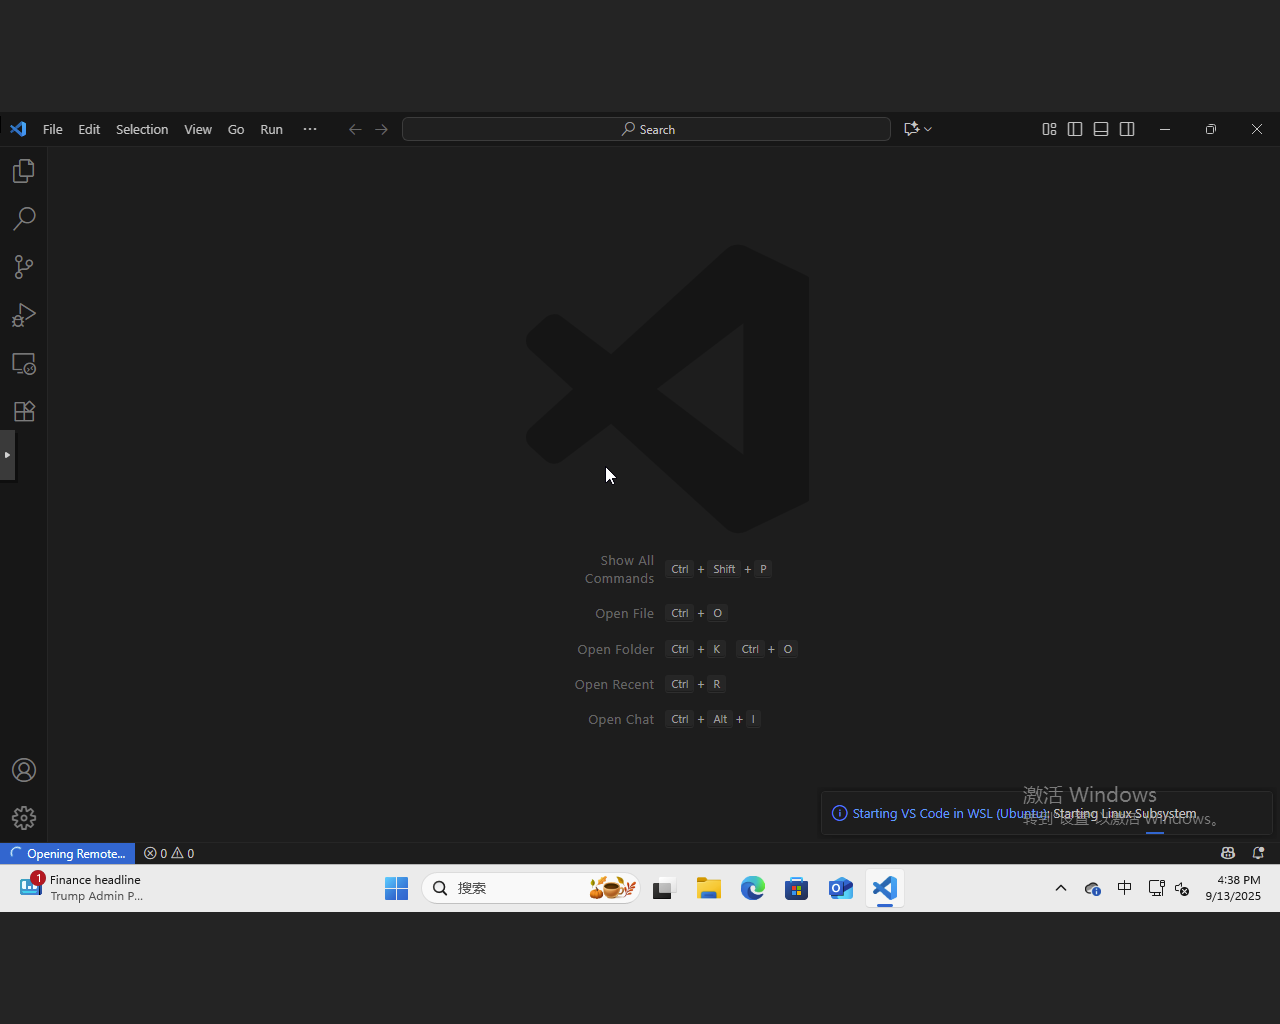 File Edit Selection View Go Run ···
Search
Show All Commands Ctrl + Shift + P
Open File Ctrl + O
Open Folder Ctrl + K Ctrl + O
Open Recent Ctrl + R
Open Chat Ctrl + Alt + I
激活 Windows
Starting VS Code in WSL (Ubuntu): Starting Linux Subsystem
转到"设置"以激活 Windows。
Opening Remote... 0 0
1
Finance headline
Trump Admin P...
搜索
中
4:38 PM
9/13/2025